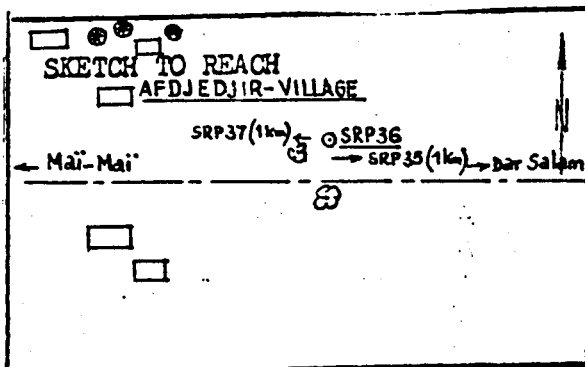 SKETCH TO REACH
AFDJEDJIR-VILLAGE
N
SRP37(1km) ← ⊙ SRP36
→ SRP35(1km) → Dar Salam
← Maï-Maï